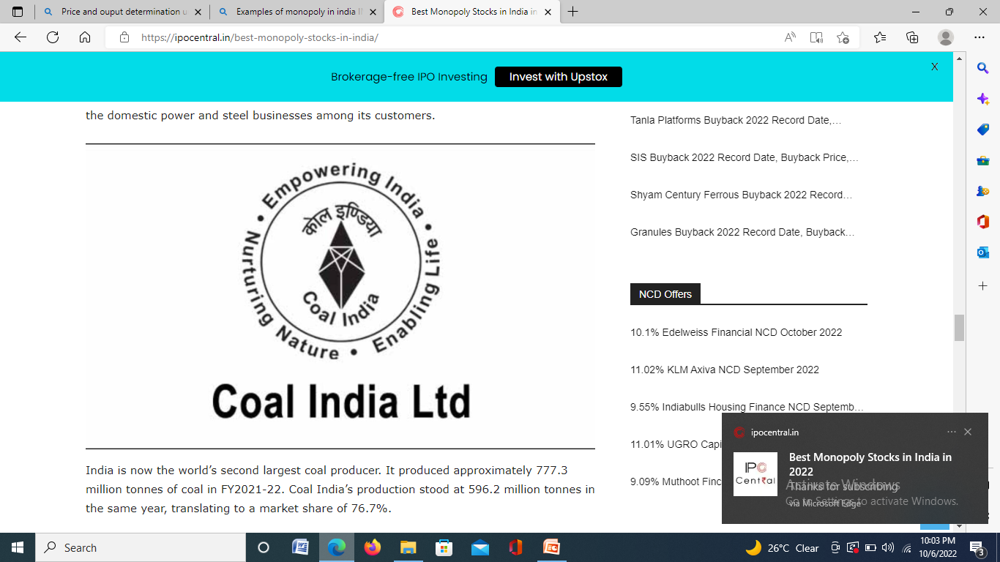 Price and ouput determination u
Examples of monopoly in india I
Best Monopoly Stocks in India in
https://ipocentral.in/best-monopoly-stocks-in-india/
Brokerage-free IPO Investing Invest with Upstox X
the domestic power and steel businesses among its customers.
• Empowering India •
Nurturing Nature • Enabling Life
कोल इण्डिया
Coal India
Coal India Ltd
India is now the world’s second largest coal producer. It produced approximately 777.3
million tonnes of coal in FY2021-22. Coal India’s production stood at 596.2 million tonnes in
the same year, translating to a market share of 76.7%.
Tanla Platforms Buyback 2022 Record Date,...
SIS Buyback 2022 Record Date, Buyback Price,...
Shyam Century Ferrous Buyback 2022 Record...
Granules Buyback 2022 Record Date, Buyback...
NCD Offers
10.1% Edelweiss Financial NCD October 2022
11.02% KLM Axiva NCD September 2022
9.55% Indiabulls Housing Finance NCD Septemb...
11.01% UGRO Capi
9.09% Muthoot Finc
ipocentral.in
IPO
Central
Best Monopoly Stocks in India in
2022
Thanks for subscribing
via Microsoft Edge
Activate Windows
Go to Settings to activate Windows.
Search
26°C Clear
10:03 PM
10/6/2022
3